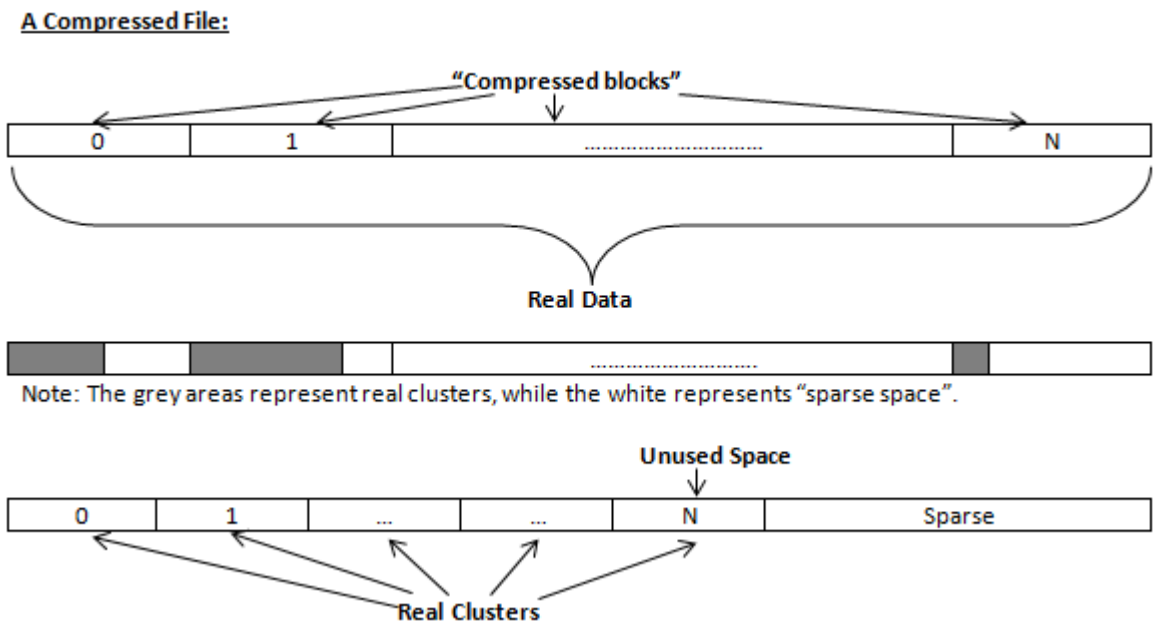 A Compressed File:
"Compressed blocks"
0 1 .............................. N
Real Data
............................
Note: The grey areas represent real clusters, while the white represents "sparse space".
Unused Space
0 1 ... ... N Sparse
Real Clusters